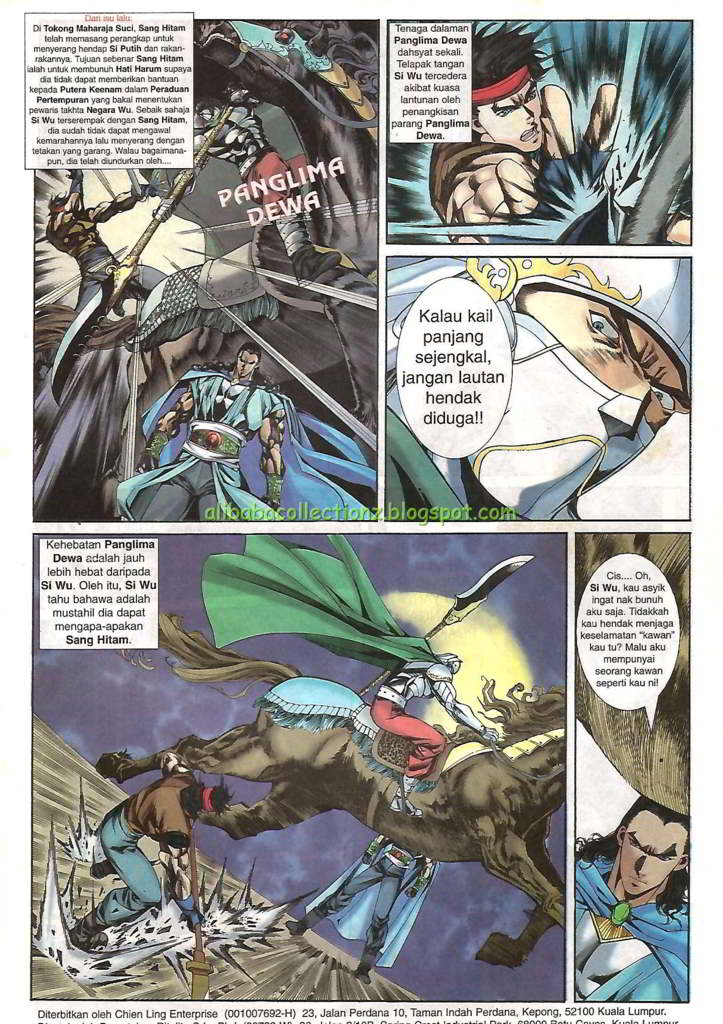 Dari isu lalu:
Di Tokong Maharaja Suci, Sang Hitam
telah memasang perangkap untuk
menyerang hendap Si Putih dan rakan-
rakannya. Tujuan sebenar Sang Hitam
ialah untuk membunuh Hati Harum supaya
dia tidak dapat memberikan bantuan
kepada Putera Keenam dalam Peraduan
Pertempuran yang bakal menentukan
pewaris takhta Negara Wu. Sebaik sahaja
Si Wu terserempak dengan Sang Hitam,
dia sudah tidak dapat mengawal
kemarahannya lalu menyerang dengan
tetakan yang garang. Walau bagaimana-
pun, dia telah diundurkan oleh....
PANGLIMA
DEWA
Tenaga dalaman
Panglima Dewa
dahsyat sekali.
Telapak tangan
Si Wu tercedera
akibat kuasa
lantunan oleh
penangkisan
parang Panglima
Dewa.
Kalau kail
panjang
sejengkal,
jangan lautan
hendak
diduga!!
alibabacollectionz.blogspot.com
Kehebatan Panglima
Dewa adalah jauh
lebih hebat daripada
Si Wu. Oleh itu, Si Wu
tahu bahawa adalah
mustahil dia dapat
mengapa-apakan
Sang Hitam.
Cis.... Oh,
Si Wu, kau asyik
ingat nak bunuh
aku saja. Tidakkah
kau hendak menjaga
keselamatan "kawan"
kau tu? Malu aku
mempunyai
seorang kawan
seperti kau ni!
Diterbitkan oleh Chien Ling Enterprise (001007692-H) 23, Jalan Perdana 10, Taman Indah Perdana, Kepong, 52100 Kuala Lumpur.